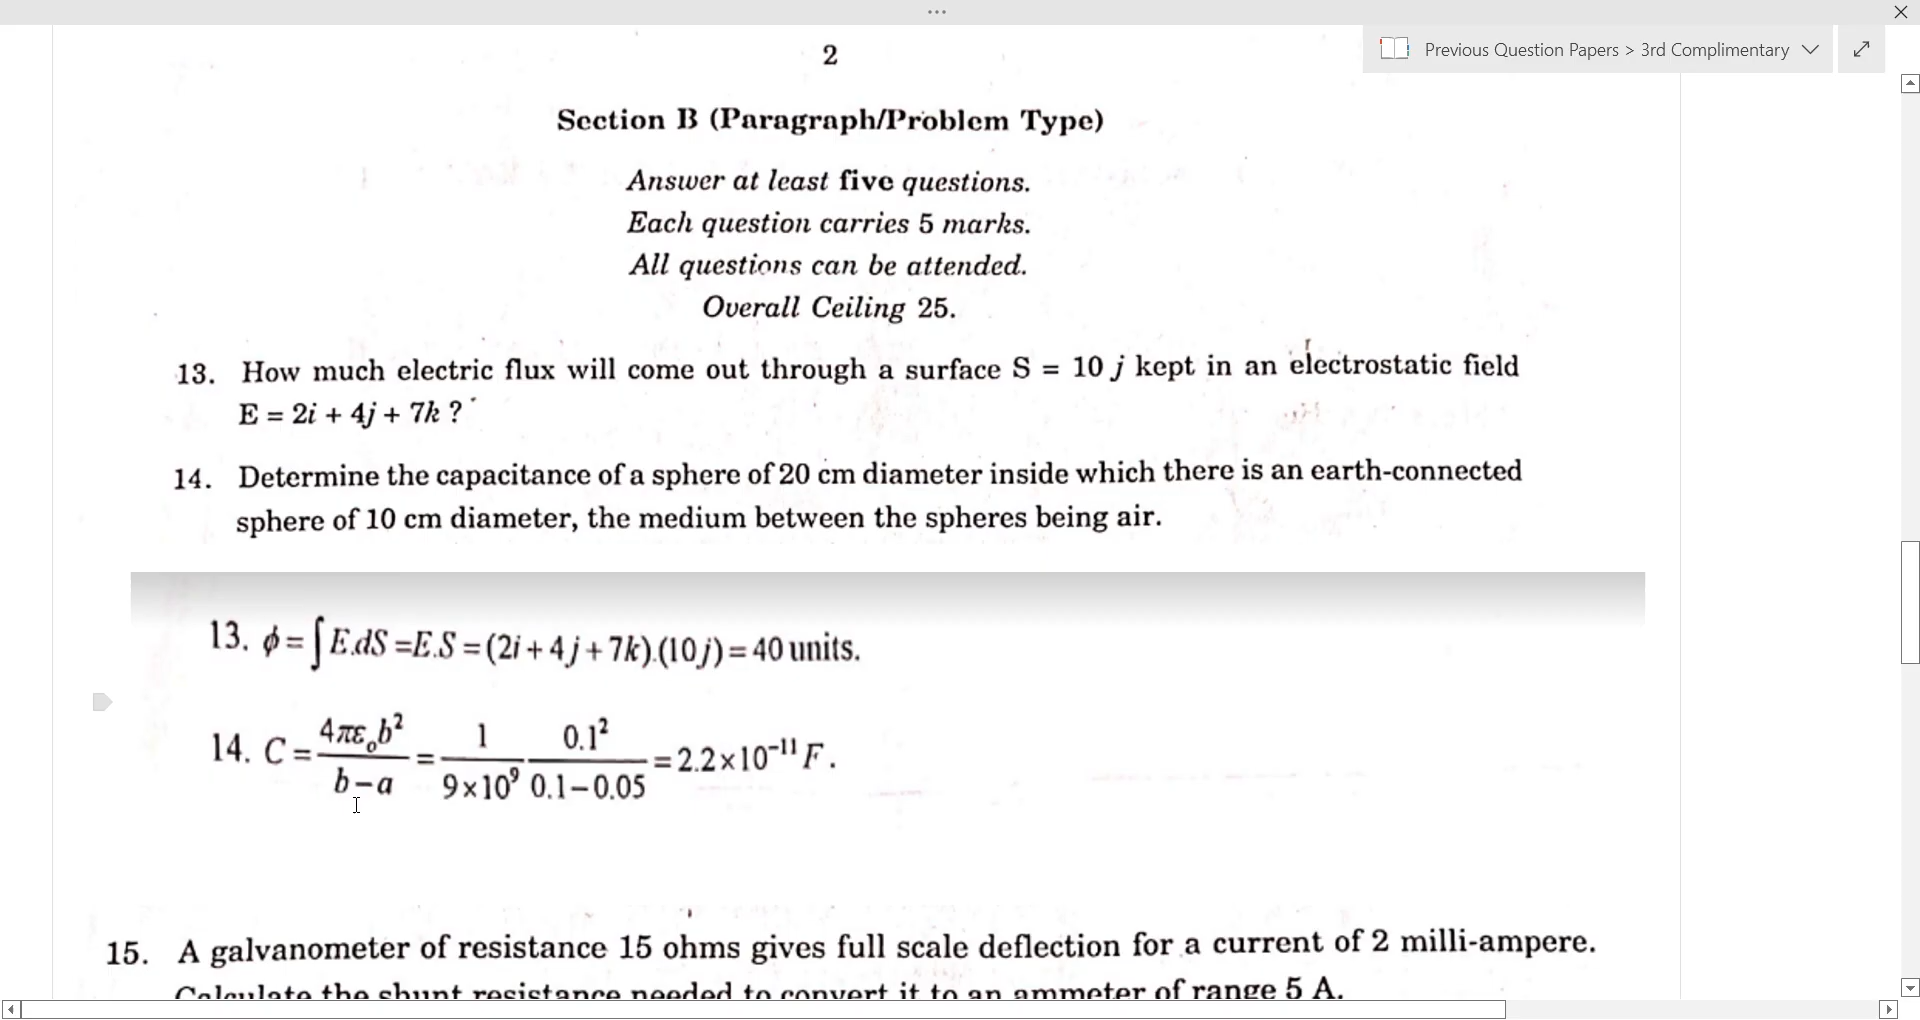 2
Previous Question Papers > 3rd Complimentary
Section B (Paragraph/Problem Type)
Answer at least five questions.
Each question carries 5 marks.
All questions can be attended.
Overall Ceiling 25.
13. How much electric flux will come out through a surface S = 10 j kept in an electrostatic field
E = 2i + 4j + 7k ?
14. Determine the capacitance of a sphere of 20 cm diameter inside which there is an earth-connected
sphere of 10 cm diameter, the medium between the spheres being air.
13. ϕ = ∫ E.dS = E.S = (2i + 4j + 7k).(10j) = 40 units.
14. C = 4πε₀b² / b − a = 1 / 9×10⁹ 0.1² / 0.1−0.05 = 2.2×10⁻¹¹ F.
15. A galvanometer of resistance 15 ohms gives full scale deflection for a current of 2 milli-ampere.
Calculate the shunt resistance needed to convert it to an ammeter of range 5 A.